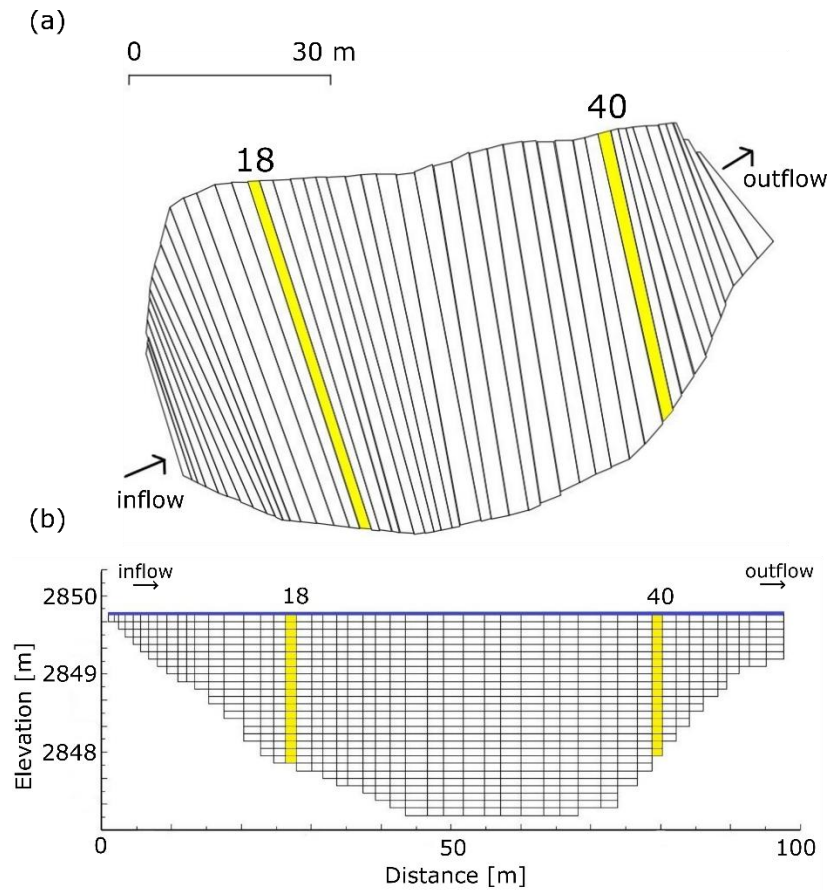 (a)
0 30 m
18
40
outflow
inflow
(b)
inflow
outflow
18
40
2850
2849
2848
Elevation [m]
0 50 100
Distance [m]